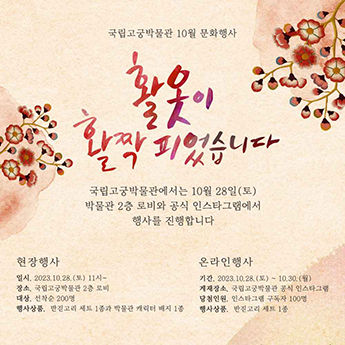 국립고궁박물관 10월 문화행사
활옷이
활짝 피었습니다
국립고궁박물관에서는 10월 28일(토)
박물관 2층 로비와 공식 인스타그램에서
행사를 진행합니다
현장행사
일시, 2023.10.28.(토) 11시~
장소, 국립고궁박물관 2층 로비
대상, 선착순 200명
행사상품, 반짇고리 세트 1종과 박물관 캐릭터 배지 1종
온라인행사
기간, 2023.10.28.(토) ~ 10.30.(월)
게재장소, 국립고궁박물관 공식 인스타그램
당첨인원, 인스타그램 구독자 100명
행사상품, 반짇고리 세트 1종